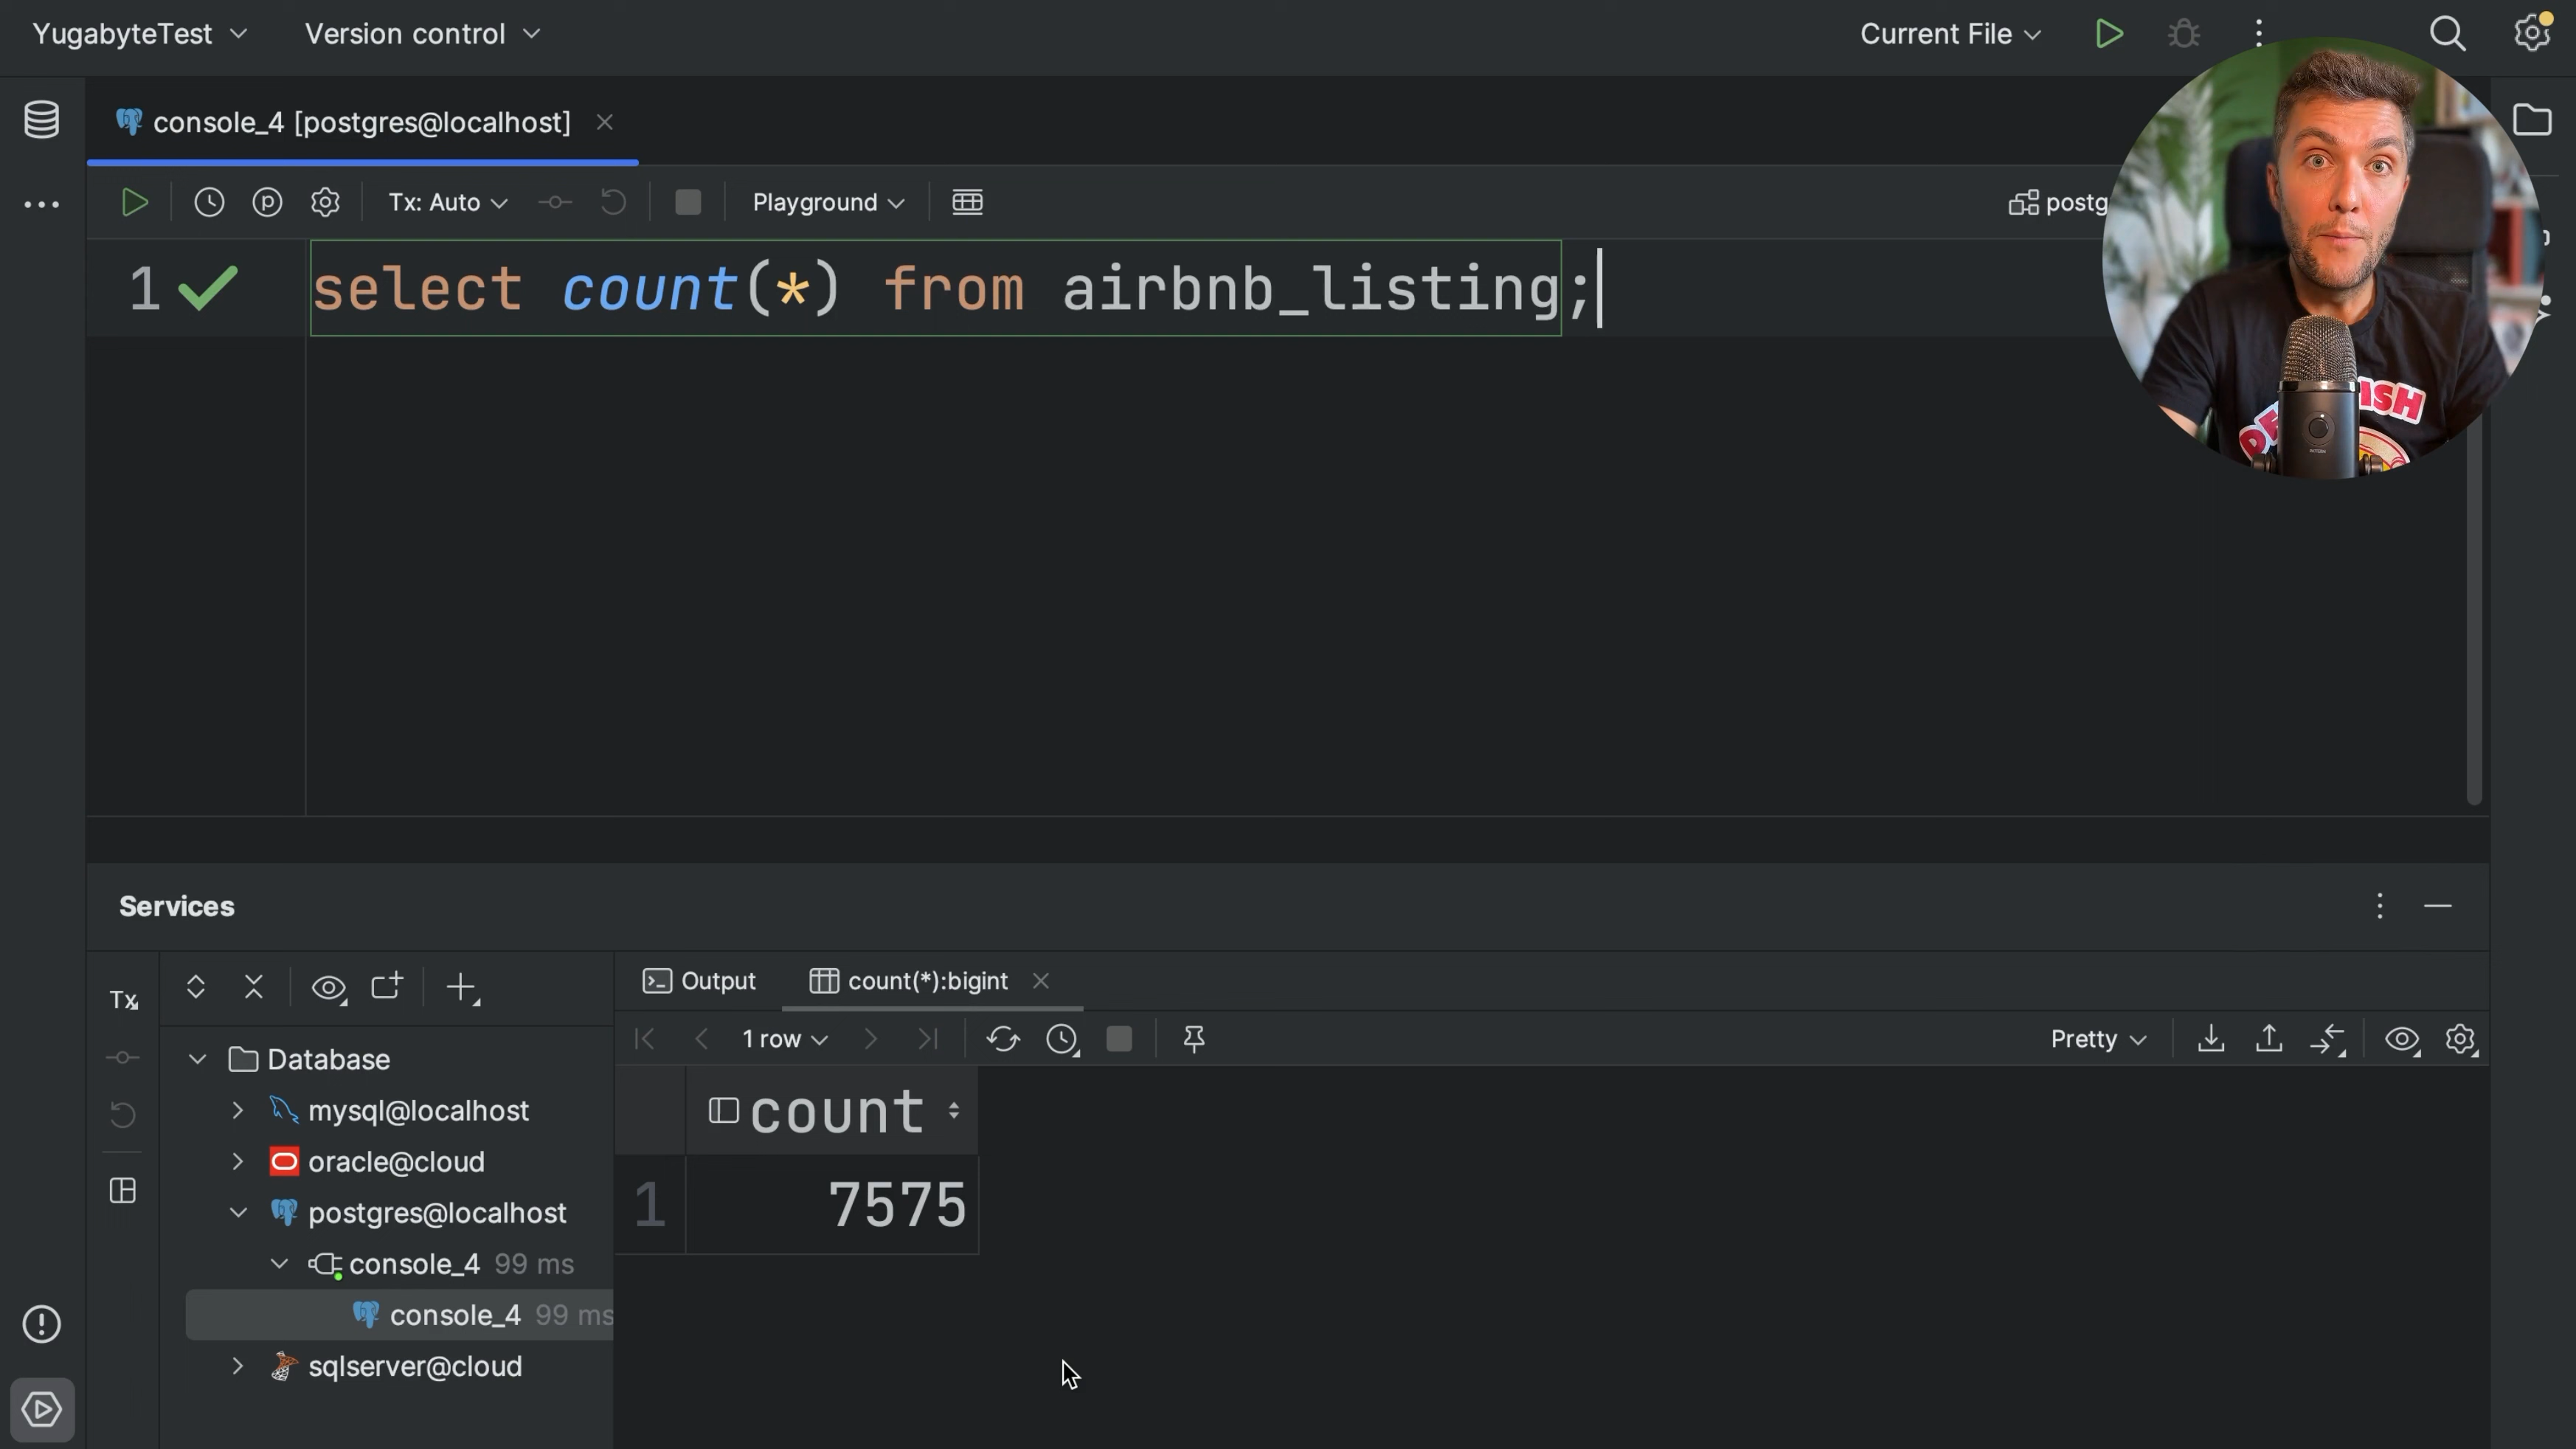 YugabyteTest Version control Current File
console_4 [postgres@localhost]
Tx: Auto Playground postg
1 select count(*) from airbnb_listing;
ISH
Services
Tx Output count(*):bigint
1 row Pretty
Database
mysql@localhost
oracle@cloud
postgres@localhost
console_4 99 ms
console_4 99 ms
sqlserver@cloud
count
1 7575